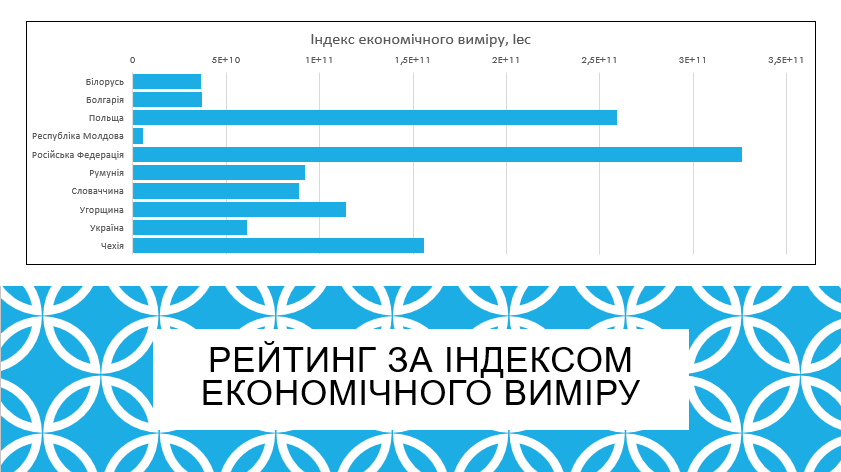 Індекс економічного виміру, Іec
0 5E+10 1E+11 1,5E+11 2E+11 2,5E+11 3E+11 3,5E+11
Білорусь
Болгарія
Польща
Республіка Молдова
Російська Федерація
Румунія
Словаччина
Угорщина
Україна
Чехія
РЕЙТИНГ ЗА ІНДЕКСОМ
ЕКОНОМІЧНОГО ВИМІРУ